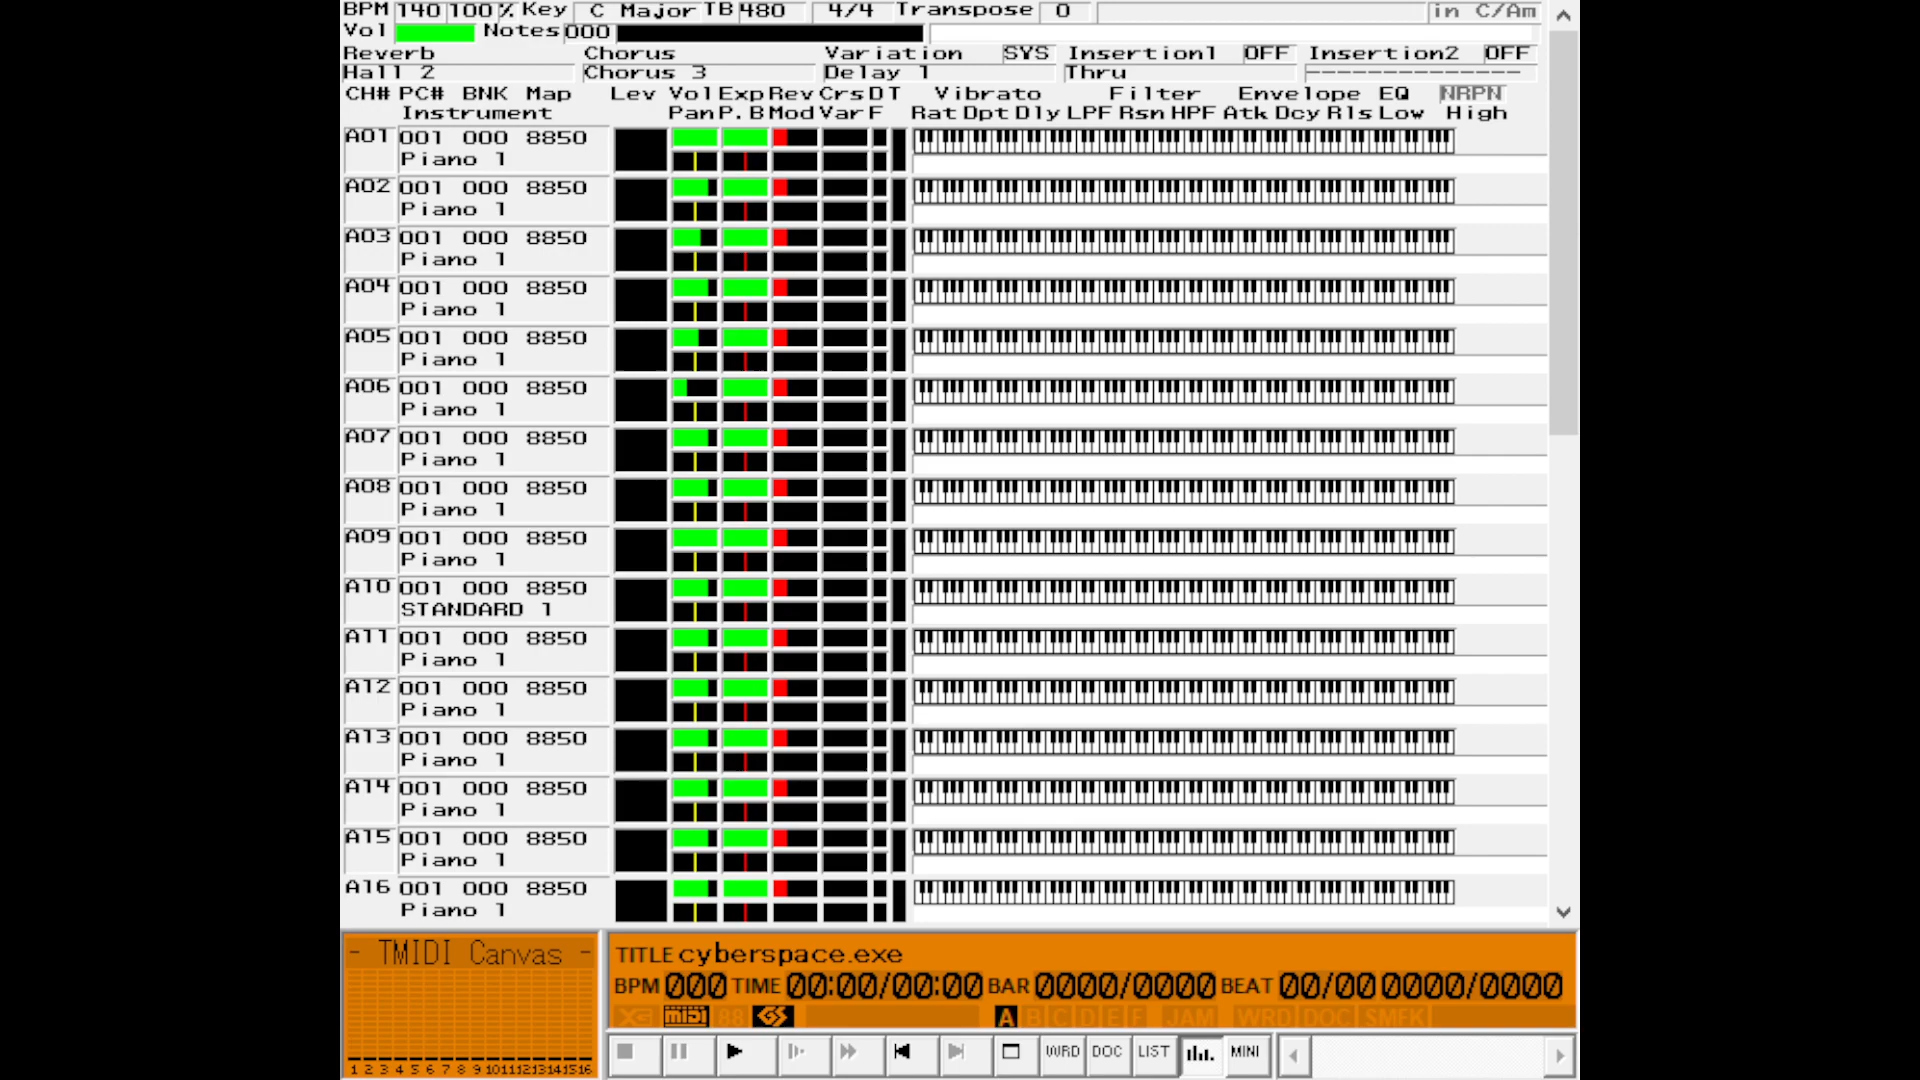 BPM 140 100 % Key C Major TB 480 4/4 Transpose 0 in C/Am
Vol Notes 000
Reverb Chorus Variation SYS Insertion1 OFF Insertion2 OFF
Hall 2 Chorus 3 Delay 1 Thru ----------------
CH# PC# BNK Map Lev Vol Exp Rev Crs D T Vibrato Filter Envelope EQ NRPN
Instrument Pan P.B Mod Var F Rat Dpt Dly LPF Rsn HPF Atk Dcy Rls Low High
A01 001 000 8850
Piano 1
A02 001 000 8850
Piano 1
A03 001 000 8850
Piano 1
A04 001 000 8850
Piano 1
A05 001 000 8850
Piano 1
A06 001 000 8850
Piano 1
A07 001 000 8850
Piano 1
A08 001 000 8850
Piano 1
A09 001 000 8850
Piano 1
A10 001 000 8850
STANDARD 1
A11 001 000 8850
Piano 1
A12 001 000 8850
Piano 1
A13 001 000 8850
Piano 1
A14 001 000 8850
Piano 1
A15 001 000 8850
Piano 1
A16 001 000 8850
Piano 1
- TMIDI Canvas -
1 2 3 4 5 6 7 8 9 10 11 12 13 14 15 16
TITLE cyberspace.exe
BPM 000 TIME 00:00/00:00 BAR 0000/0000 BEAT 00/00 0000/0000
XG midi 88 GS A B C D E F JAM WRD DOC SMFK
WRD DOC LIST MINI